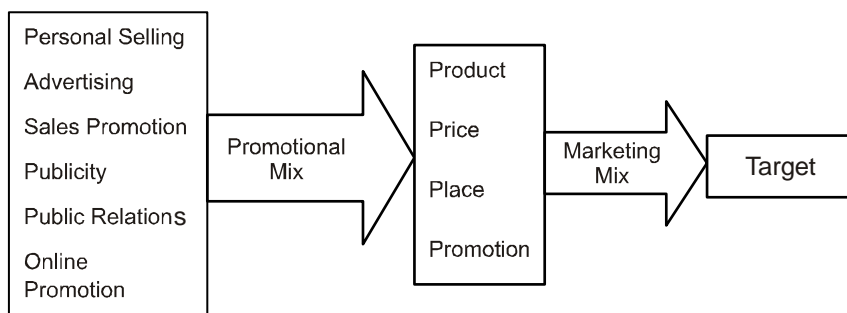 Personal Selling
Advertising
Sales Promotion
Publicity
Public Relations
Online
Promotion
Promotional
Mix
Product
Price
Place
Promotion
Marketing
Mix
Target